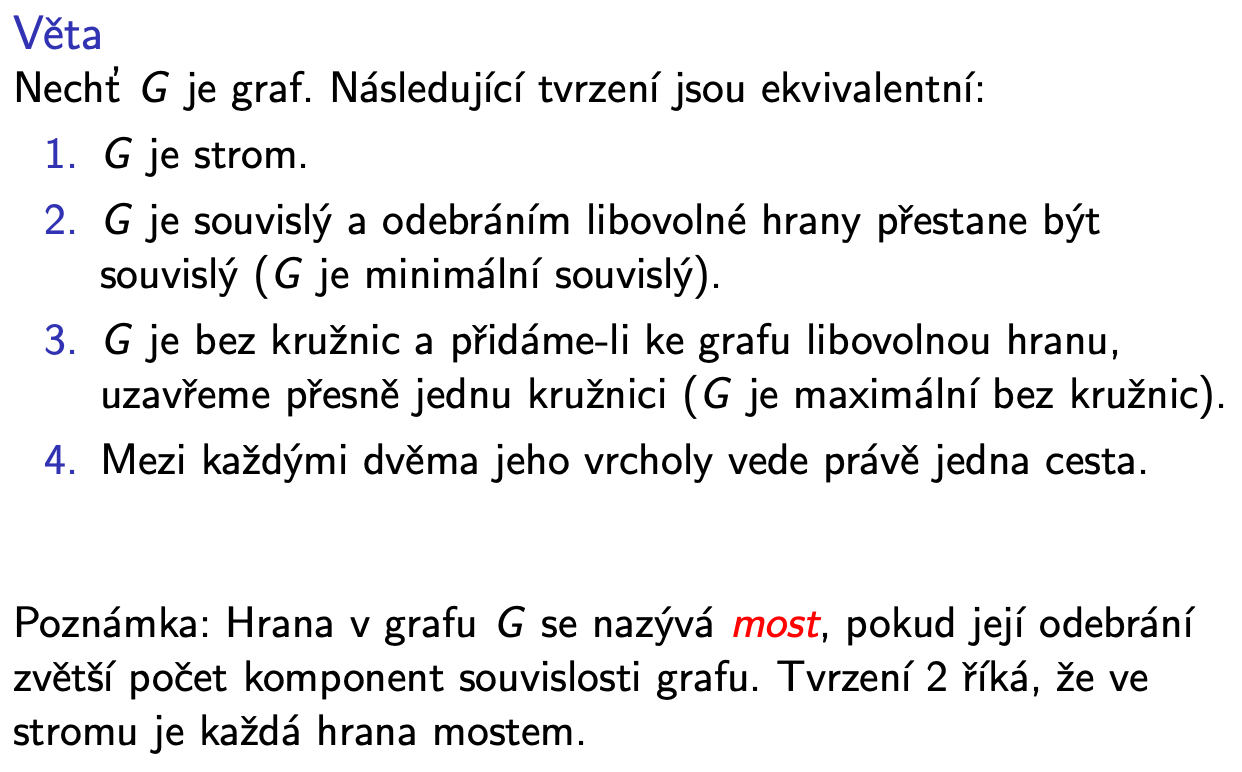 Věta
Nechť G je graf. Následující tvrzení jsou ekvivalentní:
1. G je strom.
2. G je souvislý a odebráním libovolné hrany přestane být
souvislý (G je minimální souvislý).
3. G je bez kružnic a přidáme-li ke grafu libovolnou hranu,
uzavřeme přesně jednu kružnici (G je maximální bez kružnic).
4. Mezi každými dvěma jeho vrcholy vede právě jedna cesta.
Poznámka: Hrana v grafu G se nazývá most, pokud její odebrání
zvětší počet komponent souvislosti grafu. Tvrzení 2 říká, že ve
stromu je každá hrana mostem.